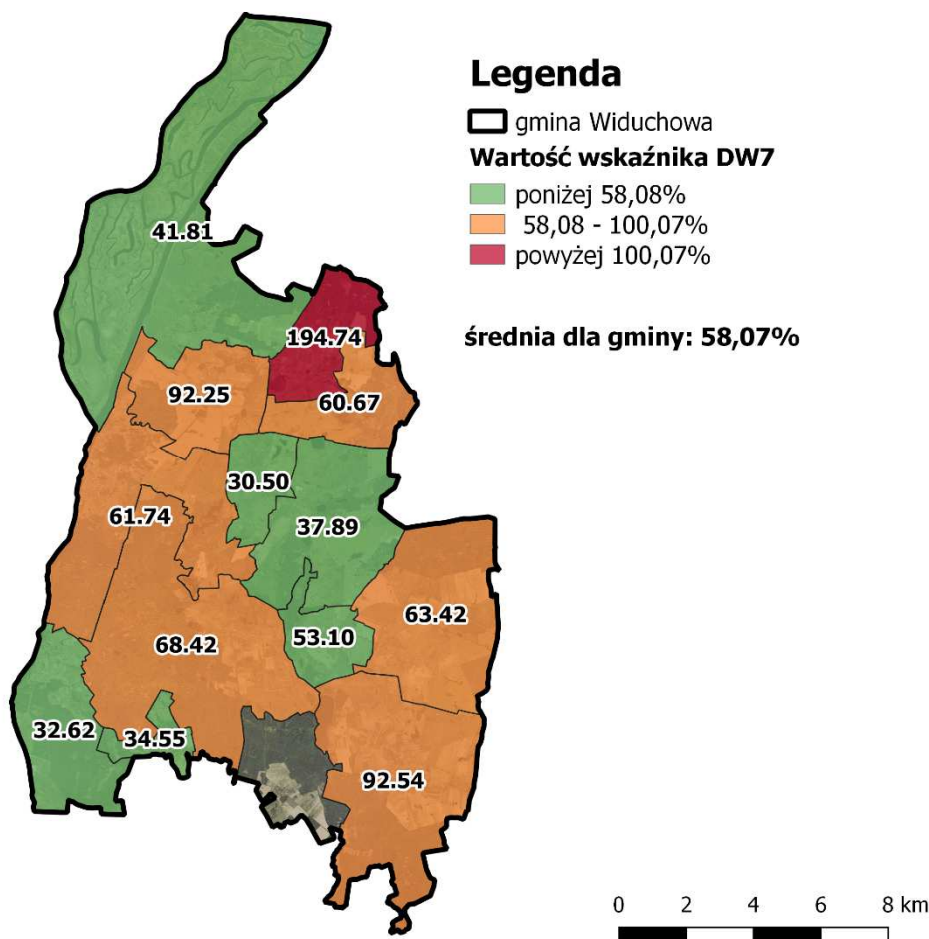 Legenda
gmina Widuchowa
Wartość wskaźnika DW7
poniżej 58,08%
58,08 - 100,07%
powyżej 100,07%
średnia dla gminy: 58,07%
41.81
194.74
92.25
60.67
30.50
61.74
37.89
63.42
53.10
68.42
32.62
34.55
92.54
0 2 4 6 8 km